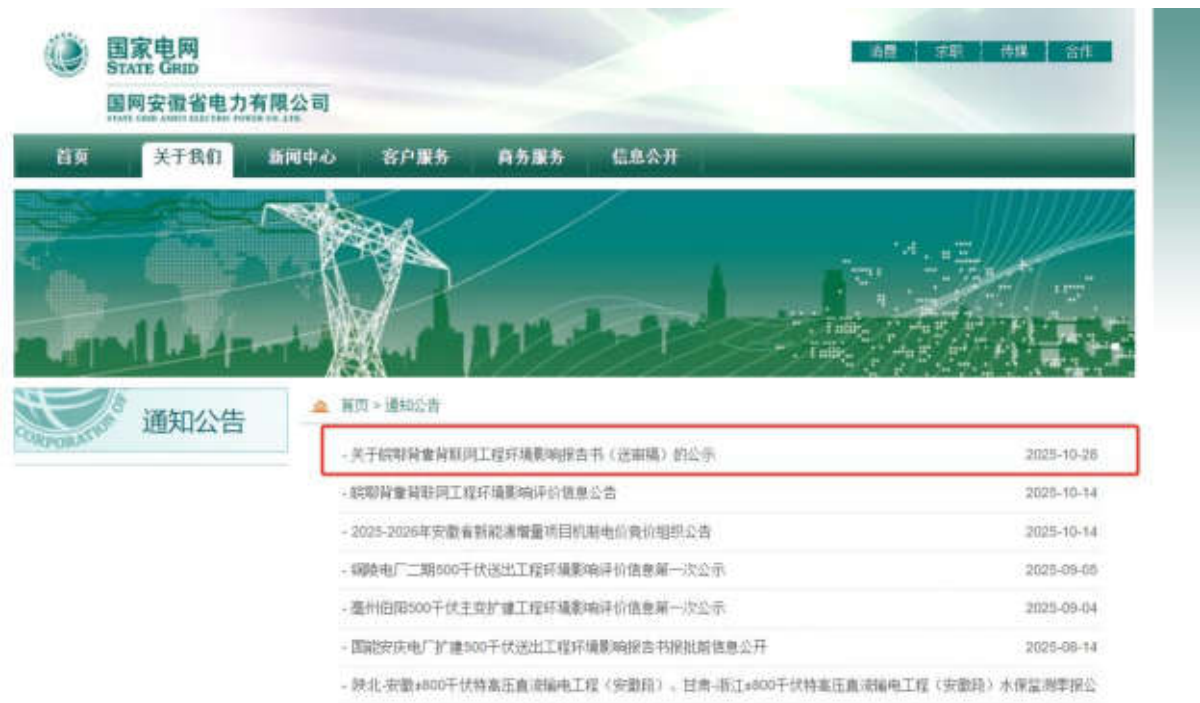 国家电网
STATE GRID
国网安徽省电力有限公司
STATE GRID ANHUI ELECTRIC POWER CO.,LTD.
消费 求职 传媒 合作
首页 关于我们 新闻中心 客户服务 商务服务 信息公开
CORPORATION OF
通知公告
首页 > 通知公告
- 关于皖鄂背靠背联网工程环境影响报告书（送审稿）的公示 2025-10-28
- 皖鄂背靠背联网工程环境影响评价信息公告 2025-10-14
- 2025-2026年安徽省新能源增量项目机制电价竞价组织公告 2025-10-14
- 铜陵电厂二期500千伏送出工程环境影响评价信息第一次公示 2025-09-05
- 亳州伯阳500千伏主变扩建工程环境影响评价信息第一次公示 2025-09-04
- 国能安庆电厂扩建500千伏送出工程环境影响报告书报批前信息公开 2025-08-14
- 陕北-安徽±800千伏特高压直流输电工程（安徽段）、甘肃-浙江±800千伏特高压直流输电工程（安徽段）水保监测季报公